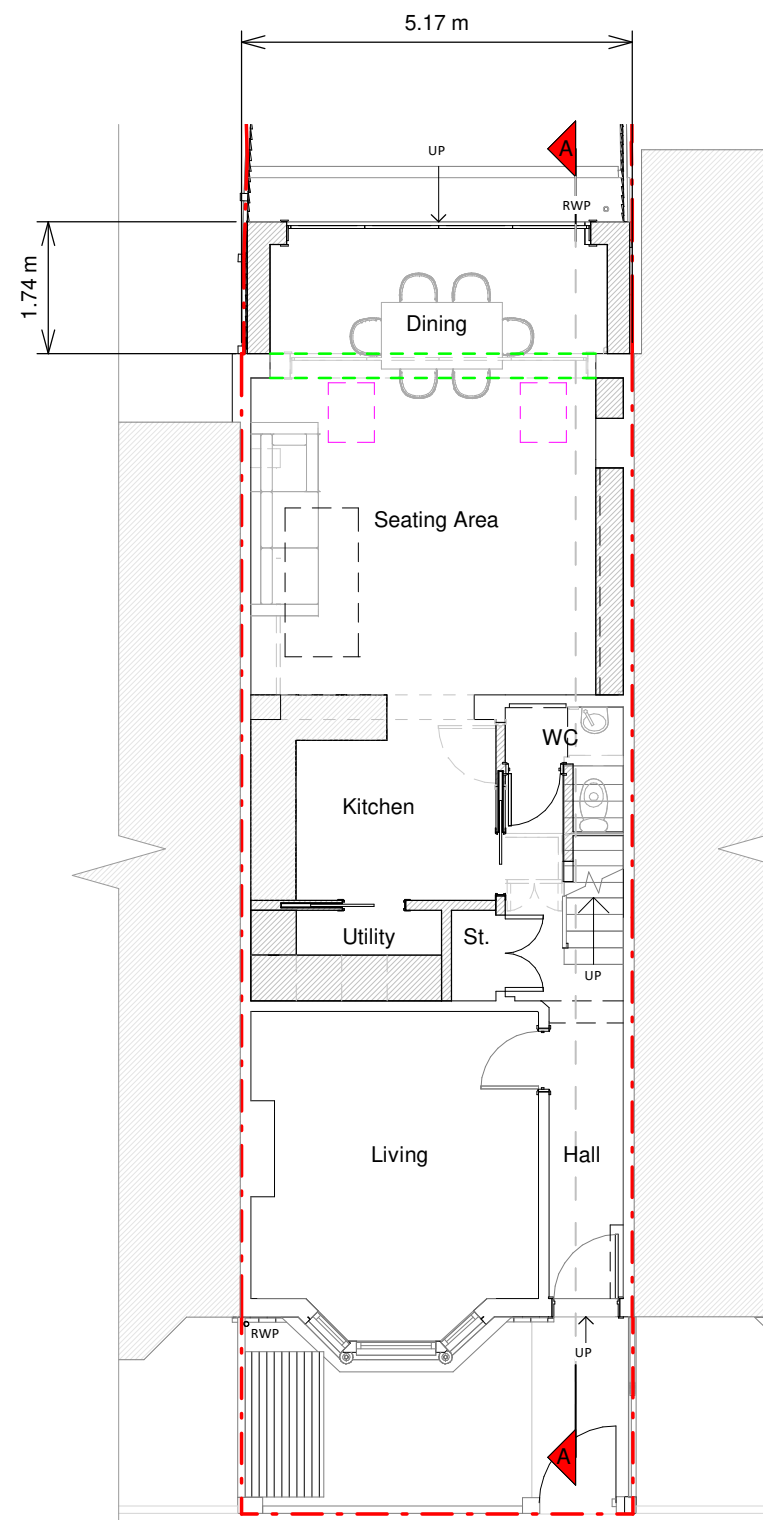 5.17 m
UP
A
RWP
1.74 m
Dining
Seating Area
WC
Kitchen
Utility
St.
UP
Living
Hall
RWP
UP
A